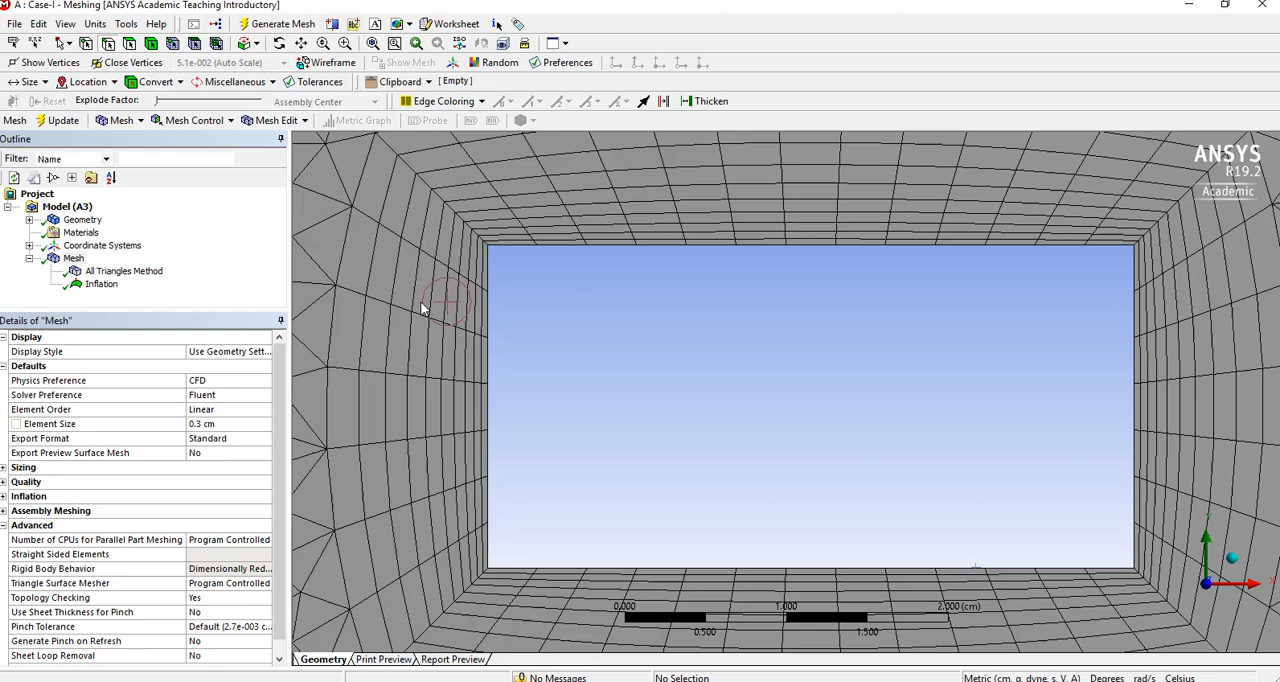 A : Case-I - Meshing [ANSYS Academic Teaching Introductory]
File Edit View Units Tools Help Generate Mesh A Worksheet
Show Vertices Close Vertices 5.1e-002 (Auto Scale) Wireframe Show Mesh Random Preferences
Size Location Convert Miscellaneous Tolerances Clipboard [Empty]
Reset Explode Factor: Assembly Center Edge Coloring Thicken
Mesh Update Mesh Mesh Control Mesh Edit Metric Graph Probe
Outline
Filter: Name
Project
Model (A3)
Geometry
Materials
Coordinate Systems
Mesh
All Triangles Method
Inflation
Details of "Mesh"
Display
Display Style Use Geometry Sett...
Defaults
Physics Preference CFD
Solver Preference Fluent
Element Order Linear
Element Size 0.3 cm
Export Format Standard
Export Preview Surface Mesh No
Sizing
Quality
Inflation
Assembly Meshing
Advanced
Number of CPUs for Parallel Part Meshing Program Controlled
Straight Sided Elements
Rigid Body Behavior Dimensionally Red...
Triangle Surface Mesher Program Controlled
Topology Checking Yes
Use Sheet Thickness for Pinch No
Pinch Tolerance Default (2.7e-003 c...
Generate Pinch on Refresh No
Sheet Loop Removal No
ANSYS
R19.2
Academic
Y
X
0.000 1.000 2.000 (cm)
0.500 1.500
Geometry Print Preview Report Preview
No Messages No Selection Metric (cm, g, dyne, s, V, A) Degrees rad/s Celsius